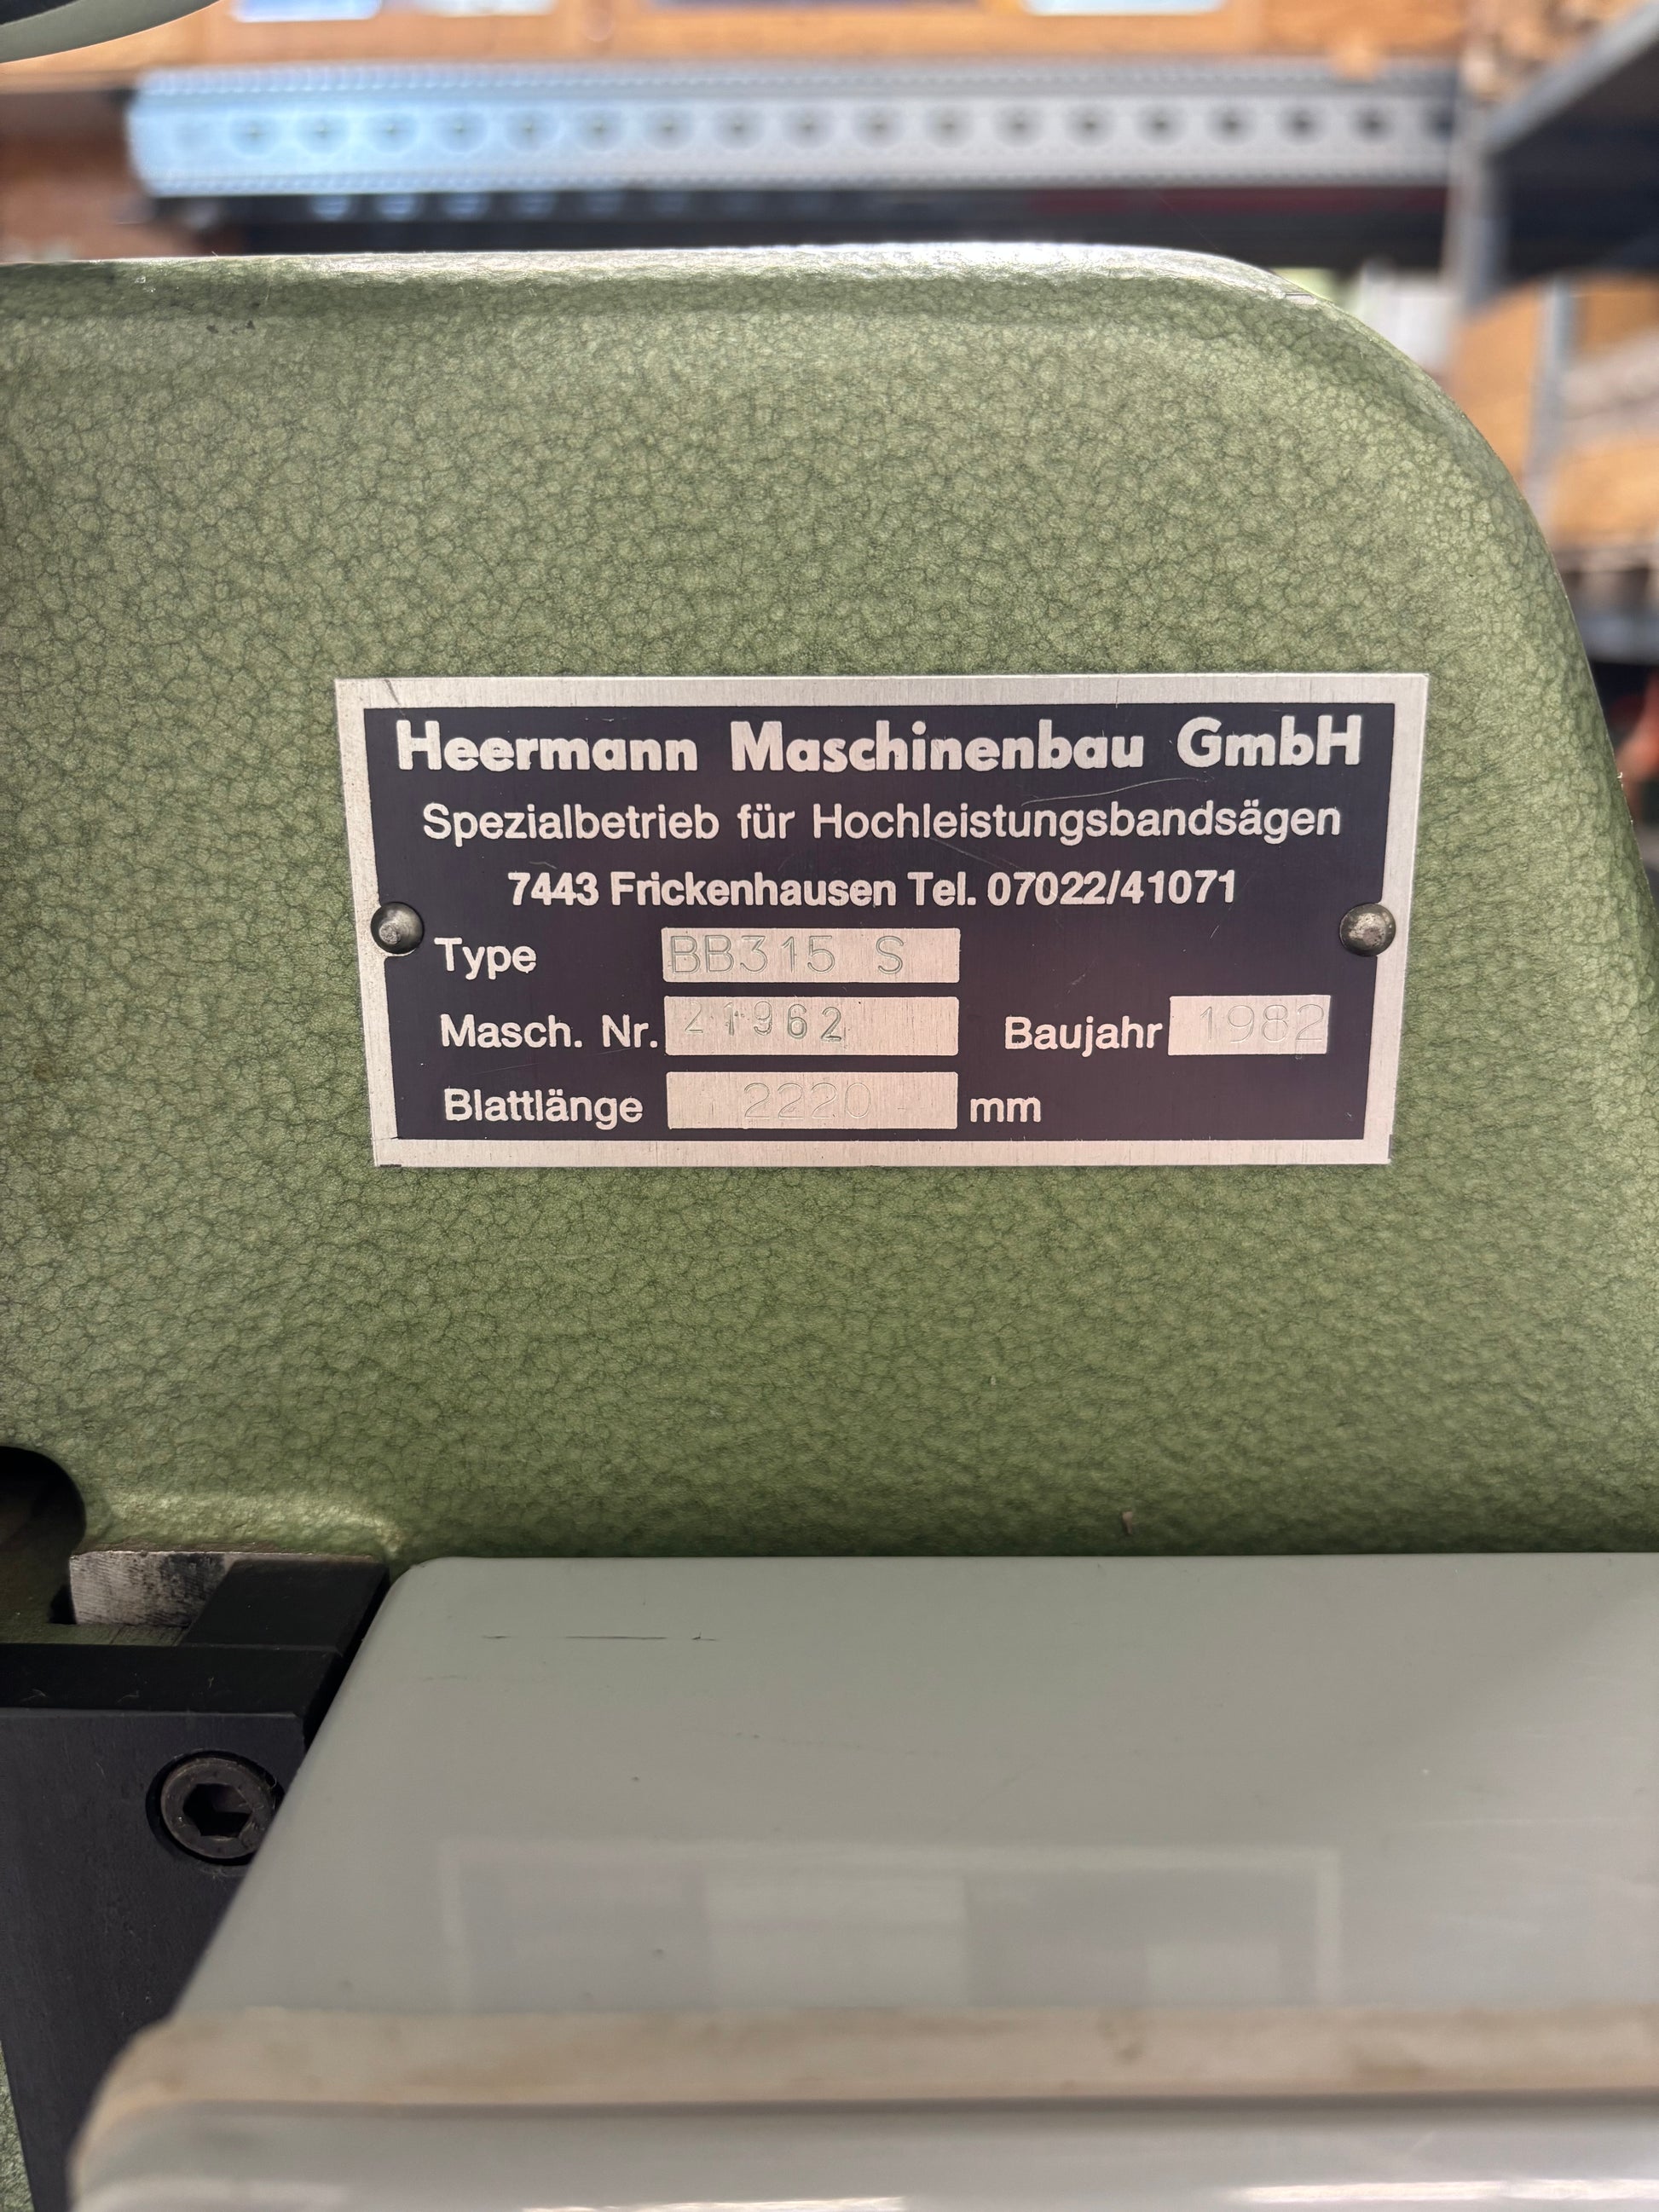 Heermann Maschinenbau GmbH
Spezialbetrieb für Hochleistungsbandsägen
7443 Frickenhausen Tel. 07022/41071
Type BB315 S
Masch. Nr. 21962 Baujahr 1982
Blattlänge 2220 mm